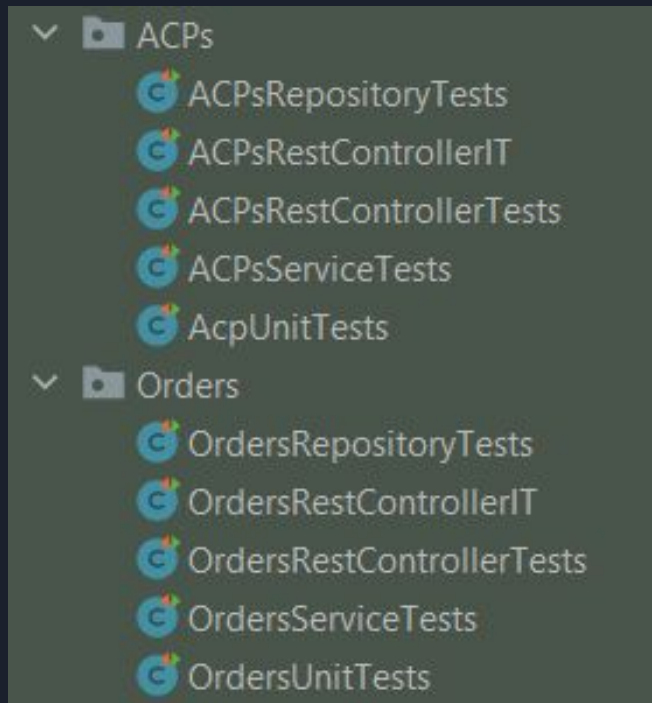 ACPs
ACPsRepositoryTests
ACPsRestControllerIT
ACPsRestControllerTests
ACPsServiceTests
AcpUnitTests
Orders
OrdersRepositoryTests
OrdersRestControllerIT
OrdersRestControllerTests
OrdersServiceTests
OrdersUnitTests